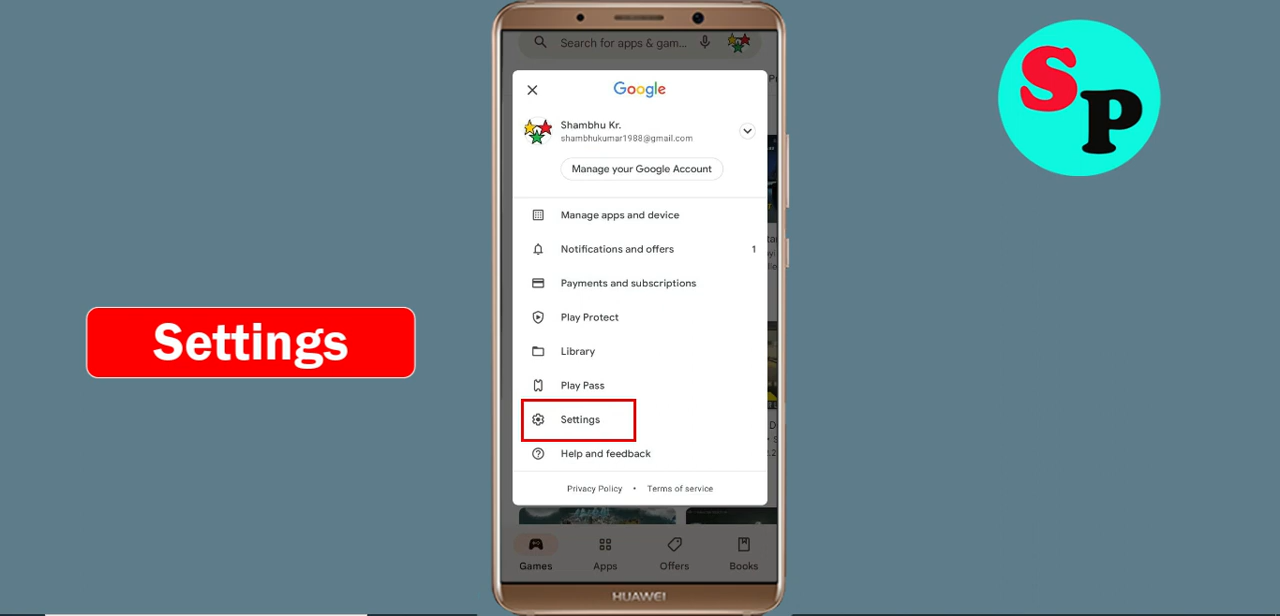 Search for apps & gam...
Google
Shambhu Kr.
shambhukumar1988@gmail.com
Manage your Google Account
Manage apps and device
Notifications and offers 1
Payments and subscriptions
Play Protect
Library
Play Pass
Settings
Help and feedback
Privacy Policy • Terms of service
Games Apps Offers Books
HUAWEI
Settings
SP